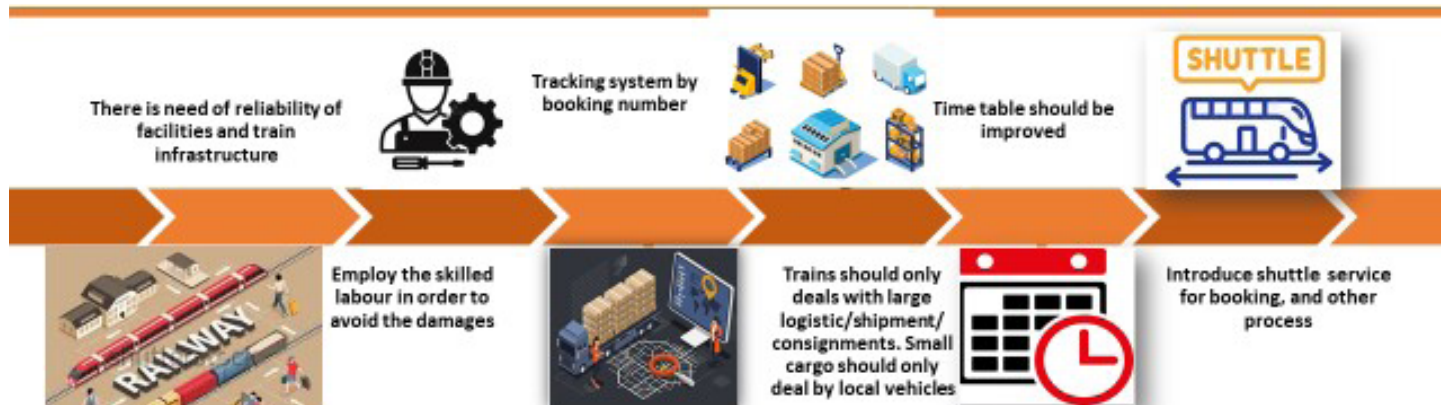 There is need of reliability of
facilities and train
infrastructure
Employ the skilled
labour in order to
avoid the damages
Tracking system by
booking number
Trains should only
deals with large
logistic/shipment/
consignments. Small
cargo should only
deal by local vehicles
Time table should be
improved
Introduce shuttle service
for booking, and other
process
SHUTTLE
RAILWAY